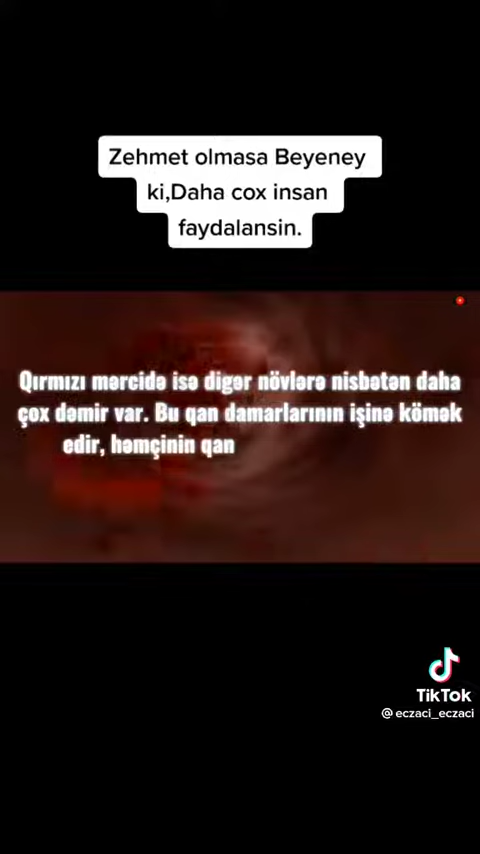 Zehmet olmasa Beyeney
ki,Daha cox insan
faydalansin.
Qırmızı mərcidə isə digər növlərə nisbətən daha
çox dəmir var. Bu qan damarlarının işinə kömək
edir, həmçinin qan
TikTok
@eczaci_eczaci